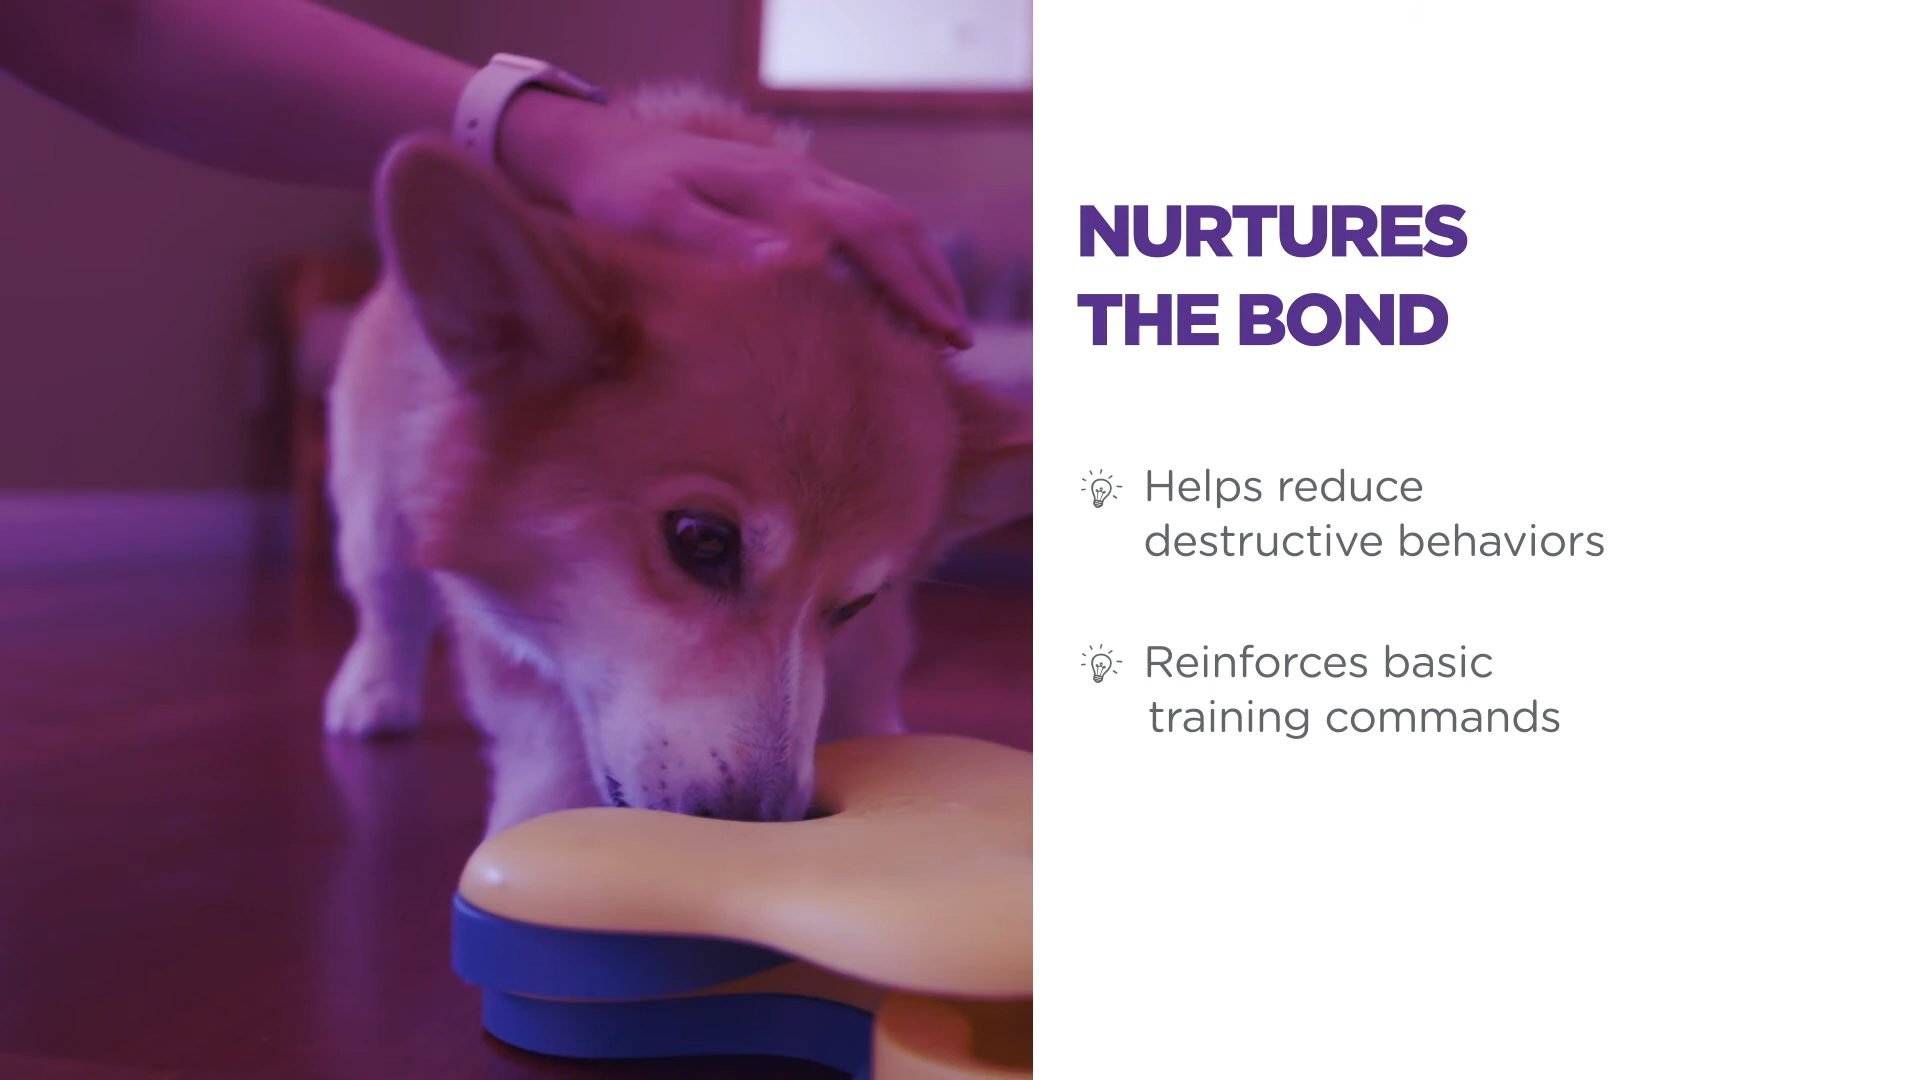 NURTURES
THE BOND
Helps reduce
destructive behaviors
Reinforces basic
training commands